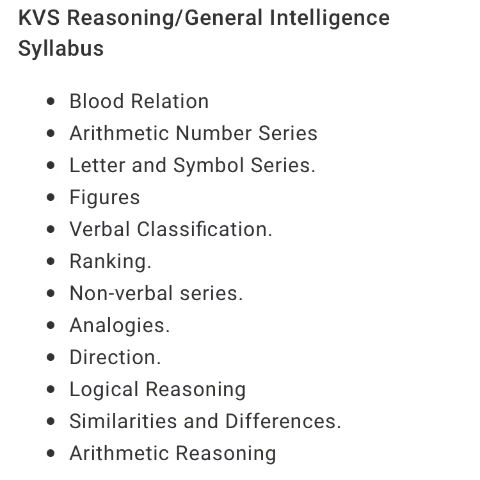 KVS Reasoning/General Intelligence
Syllabus
• Blood Relation
• Arithmetic Number Series
• Letter and Symbol Series.
• Figures
• Verbal Classification.
• Ranking.
• Non-verbal series.
• Analogies.
• Direction.
• Logical Reasoning
• Similarities and Differences.
• Arithmetic Reasoning